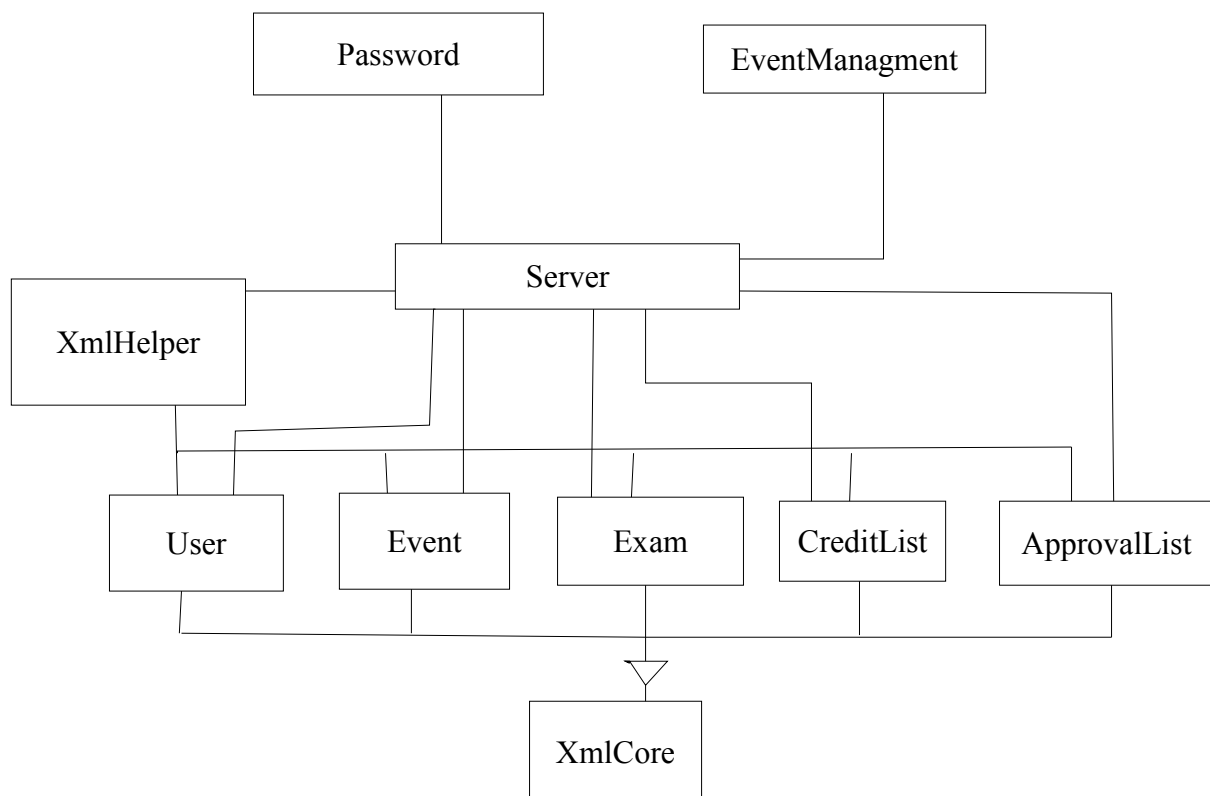 Password
EventManagment
Server
XmlHelper
User
Event
Exam
CreditList
ApprovalList
XmlCore